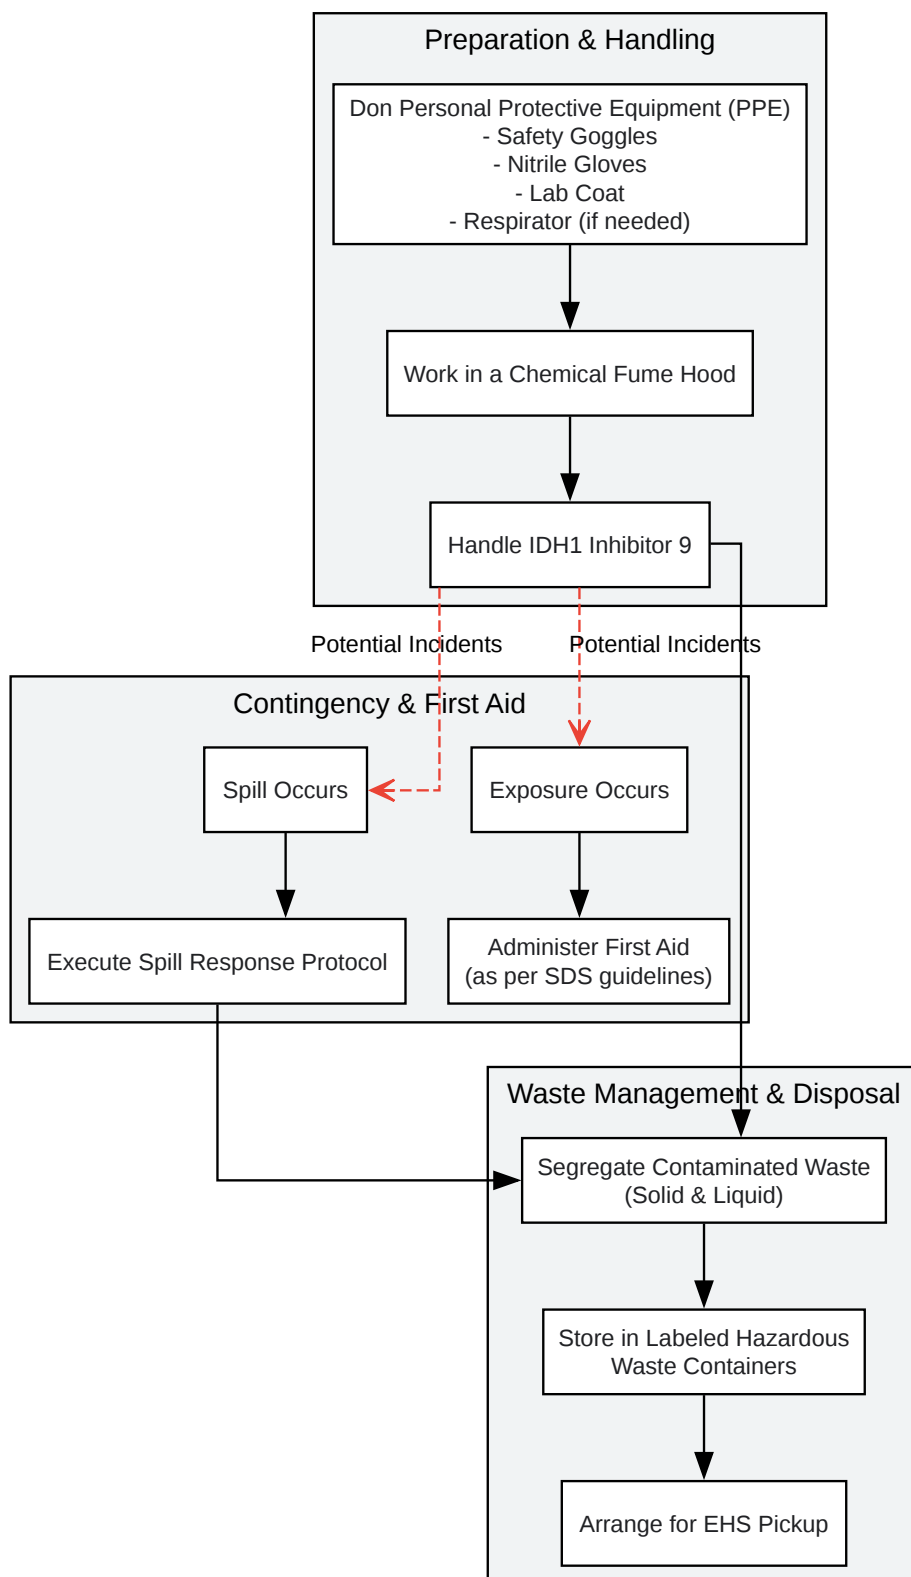 Preparation & Handling
Don Personal Protective Equipment (PPE)
- Safety Goggles
- Nitrile Gloves
- Lab Coat
- Respirator (if needed)
Work in a Chemical Fume Hood
Handle IDH1 Inhibitor 9
Potential Incidents
Potential Incidents
Contingency & First Aid
Spill Occurs
Exposure Occurs
Execute Spill Response Protocol
Administer First Aid
(as per SDS guidelines)
Waste Management & Disposal
Segregate Contaminated Waste
(Solid & Liquid)
Store in Labeled Hazardous
Waste Containers
Arrange for EHS Pickup